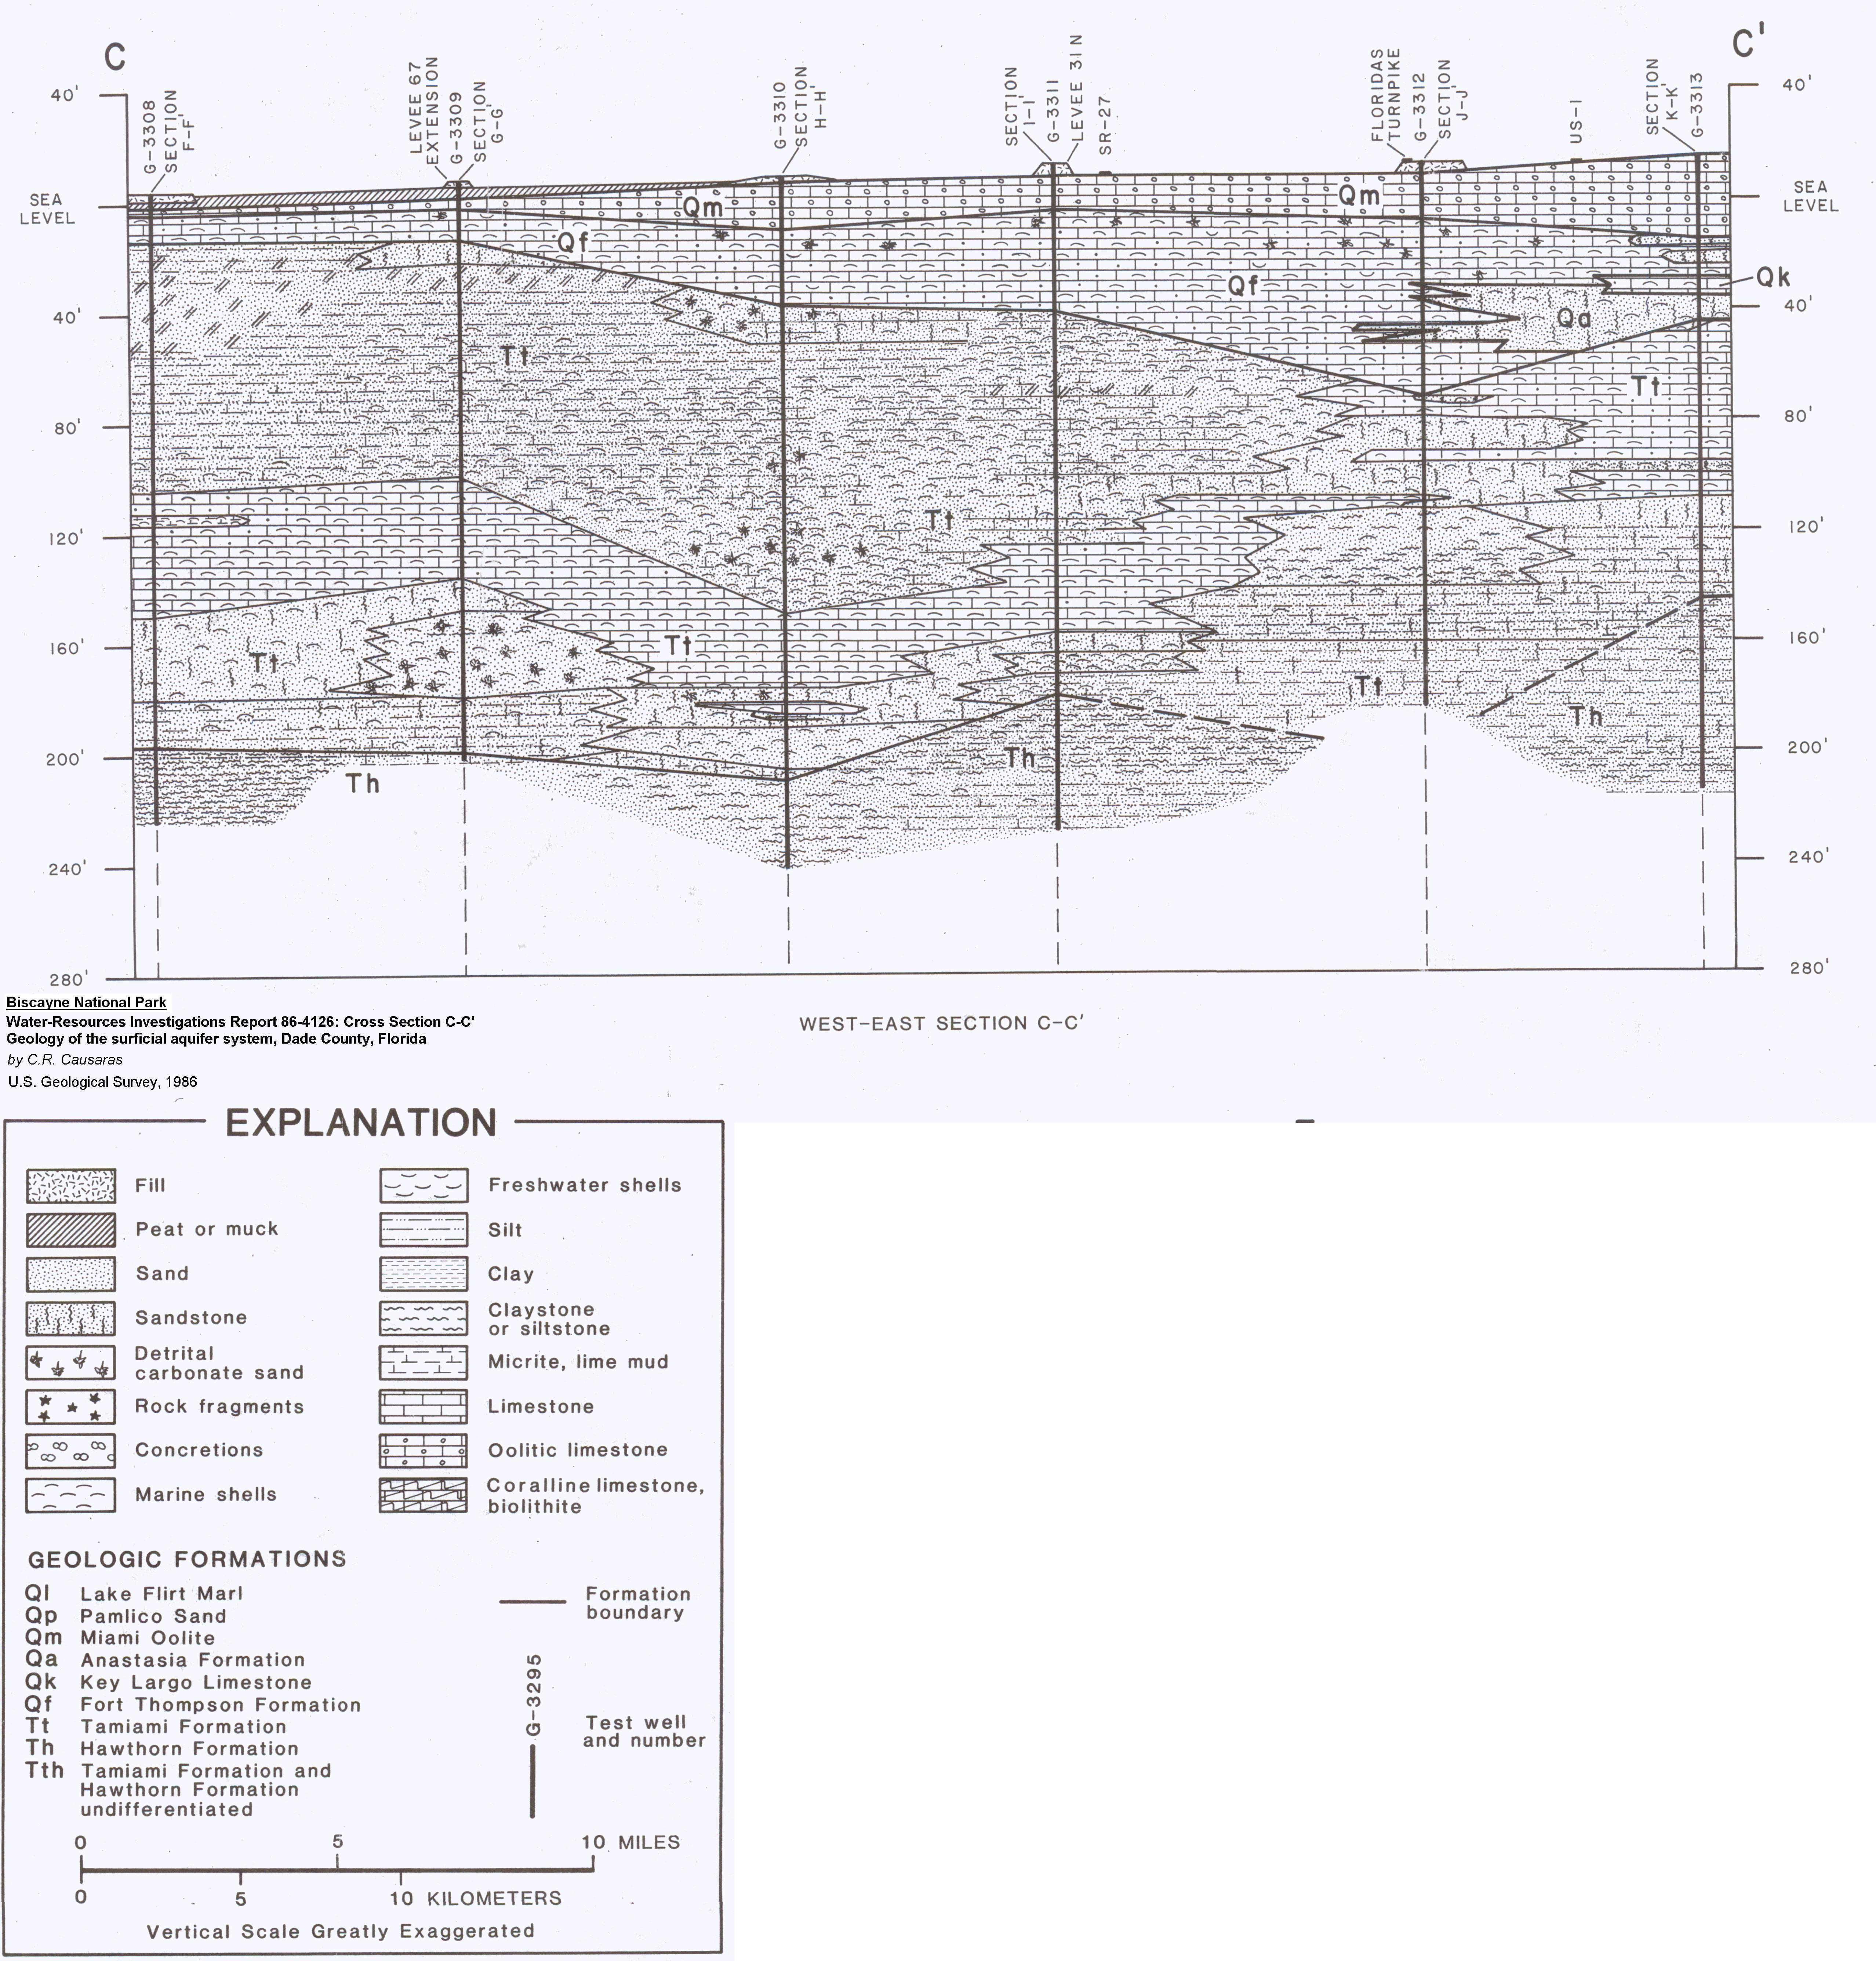 C
C'
40'
SEA
LEVEL
40'
80'
120'
160'
200'
240'
280'
G-3308
SECTION
F-F'
LEVEE 67
EXTENSION
G-3309
SECTION
G-G'
G-3310
SECTION
H-H'
SECTION
I-I'
G-3311
LEVEE 31N
SR-27
FLORIDAS
TURNPIKE
G-3312
SECTION
J-J'
US-1
SECTION
K-K'
G-3313
40'
SEA
LEVEL
40'
80'
120'
160'
200'
240'
280'
Qm
Qm
Qf
Qf
Qk
Qa
Tt
Tt
Tt
Tt
Tt
Tt
Th
Th
Th
WEST-EAST SECTION C-C'
Biscayne National Park
Water-Resources Investigations Report 86-4126: Cross Section C-C'
Geology of the surficial aquifer system, Dade County, Florida
by C.R. Causaras
U.S. Geological Survey, 1986
EXPLANATION
Fill
Peat or muck
Sand
Sandstone
Detrital
carbonate sand
Rock fragments
Concretions
Marine shells
Freshwater shells
Silt
Clay
Claystone
or siltstone
Micrite, lime mud
Limestone
Oolitic limestone
Coralline limestone,
biolithite
GEOLOGIC FORMATIONS
Ql Lake Flirt Marl
Qp Pamlico Sand
Qm Miami Oolite
Qa Anastasia Formation
Qk Key Largo Limestone
Qf Fort Thompson Formation
Tt Tamiami Formation
Th Hawthorn Formation
Tth Tamiami Formation and
Hawthorn Formation
undifferentiated
Formation
boundary
G-3295
Test well
and number
0 5 10 MILES
0 5 10 KILOMETERS
Vertical Scale Greatly Exaggerated